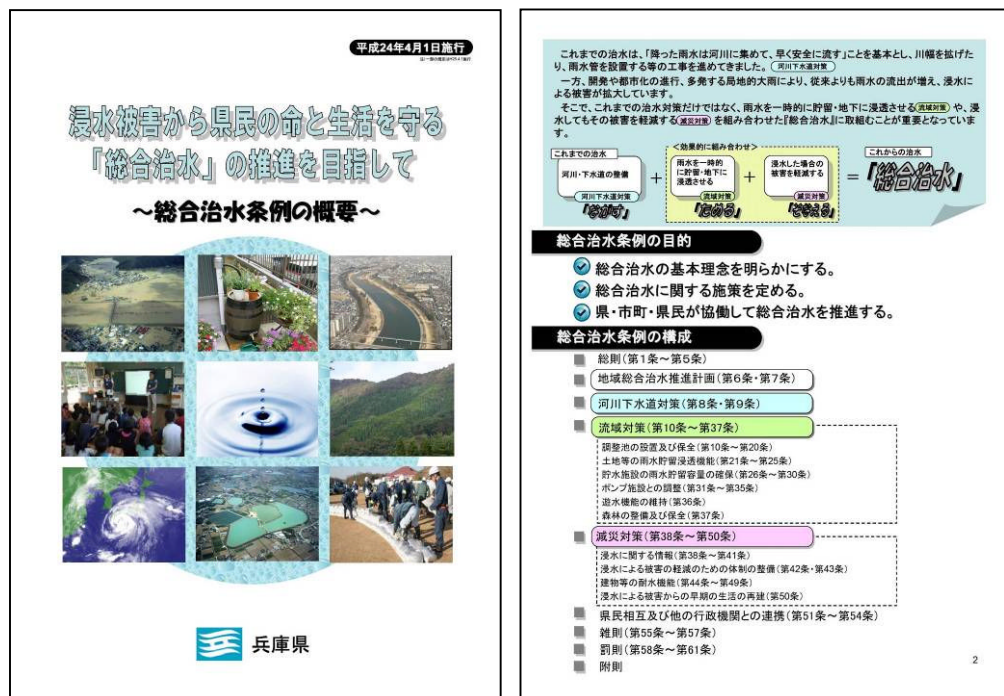 平成24年4月1日施行
浸水被害から県民の命と生活を守る
「総合治水」の推進を目指して
～総合治水条例の概要～
兵庫県
これまでの治水は、「降った雨水は河川に集めて、早く安全に流す」ことを基本とし、川幅を拡げた
り、雨水管を設置する等の工事を進めてきました。河川下水道対策
一方、開発や都市化の進行、多発する局地的大雨により、従来よりも雨水の流出が増え、浸水に
よる被害が拡大しています。
そこで、これまでの治水対策だけではなく、雨水を一時的に貯留・地下に浸透させる流域対策や、浸
水してもその被害を軽減する減災対策を組み合わせた『総合治水』に取組むことが重要となっていま
す。
これまでの治水
河川・下水道の整備
河川下水道対策
「ながす」
＋
＜効果的に組み合わせ＞
雨水を一時的
に貯留・地下に
浸透させる
流域対策
「ためる」
＋
浸水した場合の
被害を軽減する
減災対策
「そなえる」
＝
これからの治水
「総合治水」
総合治水条例の目的
総合治水の基本理念を明らかにする。
総合治水に関する施策を定める。
県・市町・県民が協働して総合治水を推進する。
総合治水条例の構成
総則(第1条～第5条)
地域総合治水推進計画(第6条・第7条)
河川下水道対策(第8条・第9条)
流域対策(第10条～第37条)
調整池の設置及び保全(第10条～第20条)
土地等の雨水貯留浸透機能(第21条～第25条)
貯水施設の雨水貯留容量の確保(第26条～第30条)
ポンプ施設との調整(第31条～第35条)
遊水機能の維持(第36条)
森林の整備及び保全(第37条)
減災対策(第38条～第50条)
浸水に関する情報(第38条～第41条)
浸水による被害の軽減のための体制の整備(第42条・第43条)
建物等の耐水機能(第44条～第49条)
浸水による被害からの早期の生活の再建(第50条)
県民相互及び他の行政機関との連携(第51条～第54条)
雑則(第55条～第57条)
罰則(第58条～第61条)
附則
2